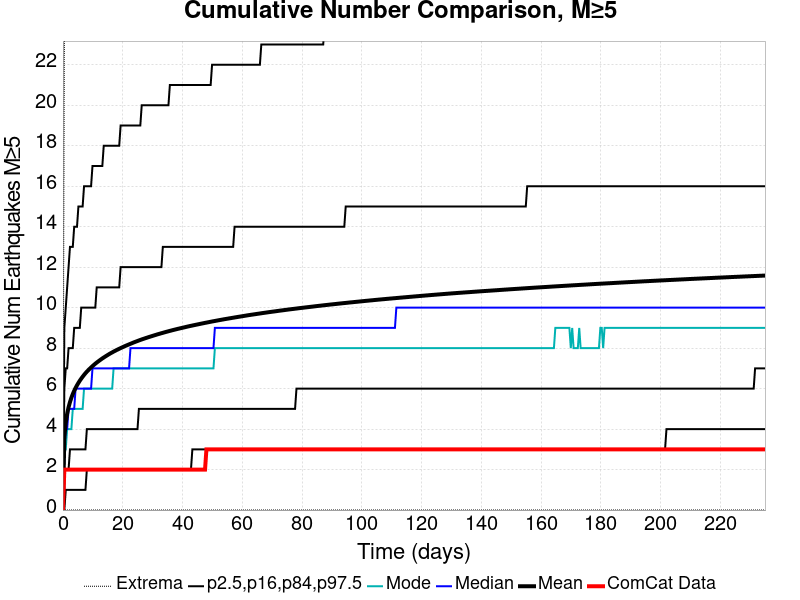 Cumulative Number Comparison, M≥5
Cumulative Num Earthquakes M≥5
22
20
18
16
14
12
10
8
6
4
2
0
0 20 40 60 80 100 120 140 160 180 200 220
Time (days)
Extrema p2.5,p16,p84,p97.5 Mode Median Mean ComCat Data